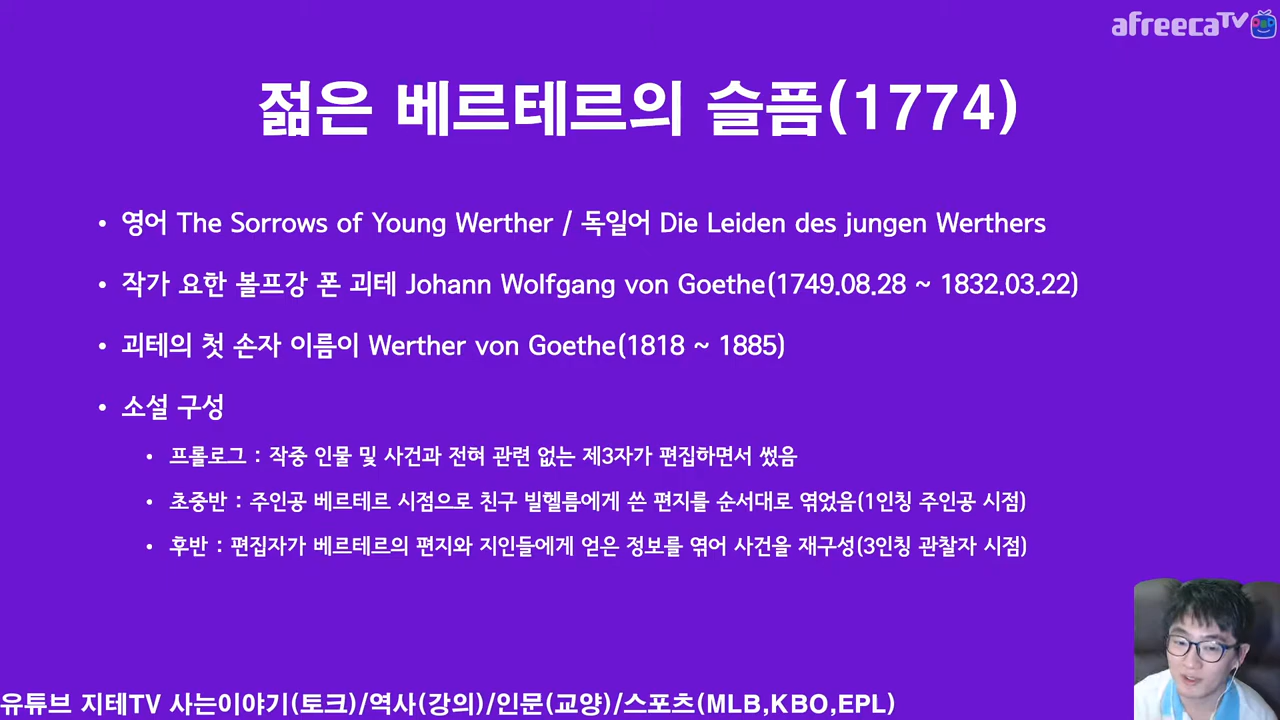 afreecaTV
젊은 베르테르의 슬픔(1774)
• 영어 The Sorrows of Young Werther / 독일어 Die Leiden des jungen Werthers
• 작가 요한 볼프강 폰 괴테 Johann Wolfgang von Goethe(1749.08.28 ~ 1832.03.22)
• 괴테의 첫 손자 이름이 Werther von Goethe(1818 ~ 1885)
• 소설 구성
• 프롤로그 : 작중 인물 및 사건과 전혀 관련 없는 제3자가 편집하면서 썼음
• 초중반 : 주인공 베르테르 시점으로 친구 빌헬름에게 쓴 편지를 순서대로 엮었음(1인칭 주인공 시점)
• 후반 : 편집자가 베르테르의 편지와 지인들에게 얻은 정보를 엮어 사건을 재구성(3인칭 관찰자 시점)
유튜브 지테TV 사는이야기(토크)/역사(강의)/인문(교양)/스포츠(MLB,KBO,EPL)